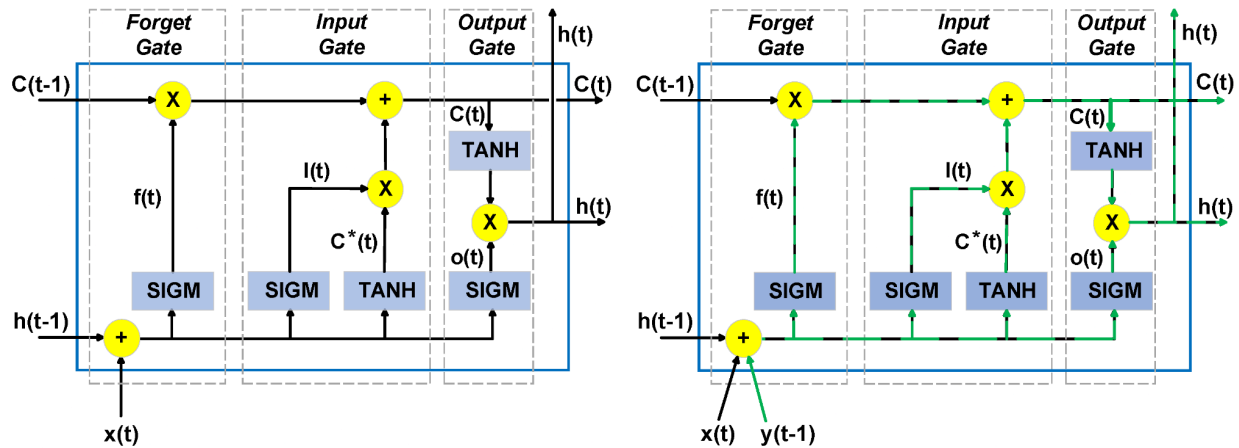 Forget
Gate
Input
Gate
Output
Gate
h(t)
C(t-1)
X
+
C(t)
C(t)
TANH
I(t)
X
f(t)
X
h(t)
C*(t)
o(t)
SIGM
SIGM
TANH
SIGM
h(t-1)
+
x(t)
Forget
Gate
Input
Gate
Output
Gate
h(t)
C(t-1)
X
+
C(t)
C(t)
TANH
I(t)
X
f(t)
X
h(t)
C*(t)
o(t)
SIGM
SIGM
TANH
SIGM
h(t-1)
+
x(t)
y(t-1)